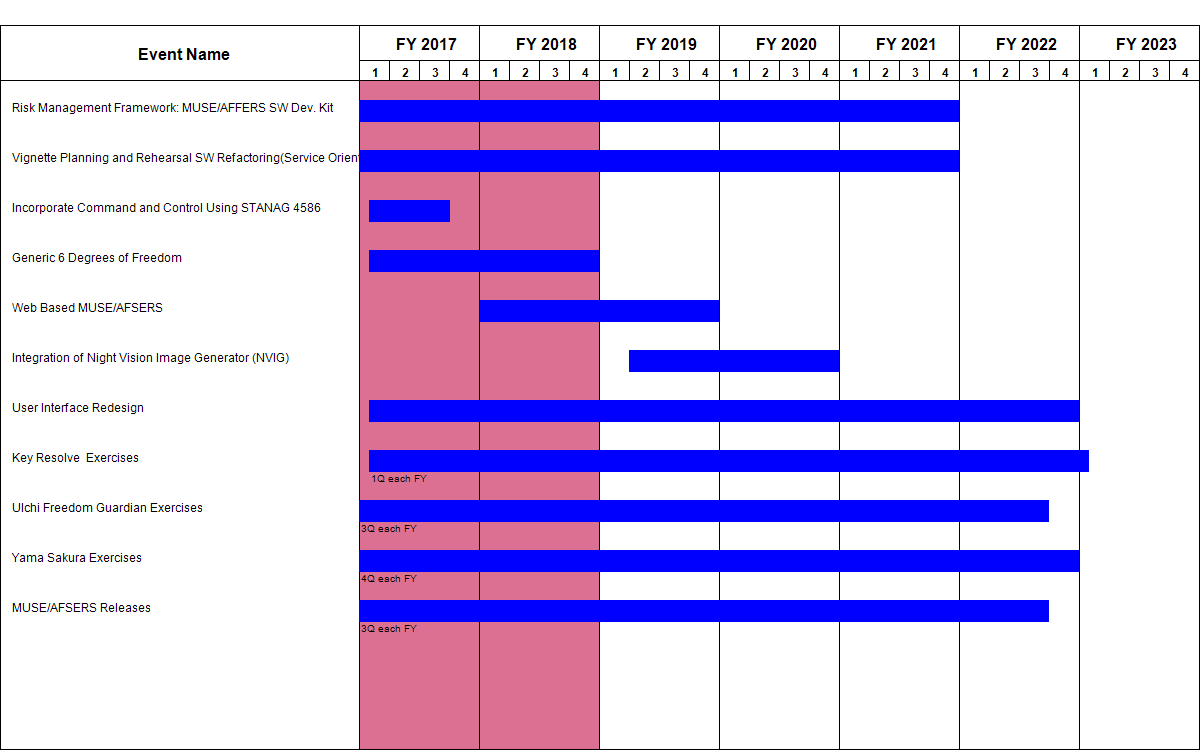 Event Name
FY 2017 FY 2018 FY 2019 FY 2020 FY 2021 FY 2022 FY 2023
1 2 3 4 1 2 3 4 1 2 3 4 1 2 3 4 1 2 3 4 1 2 3 4 1 2 3 4
Risk Management Framework: MUSE/AFFERS SW Dev. Kit
Vignette Planning and Rehearsal SW Refactoring(Service Orien
Incorporate Command and Control Using STANAG 4586
Generic 6 Degrees of Freedom
Web Based MUSE/AFSERS
Integration of Night Vision Image Generator (NVIG)
User Interface Redesign
Key Resolve  Exercises
1Q each FY
Ulchi Freedom Guardian Exercises
3Q each FY
Yama Sakura Exercises
4Q each FY
MUSE/AFSERS Releases
3Q each FY